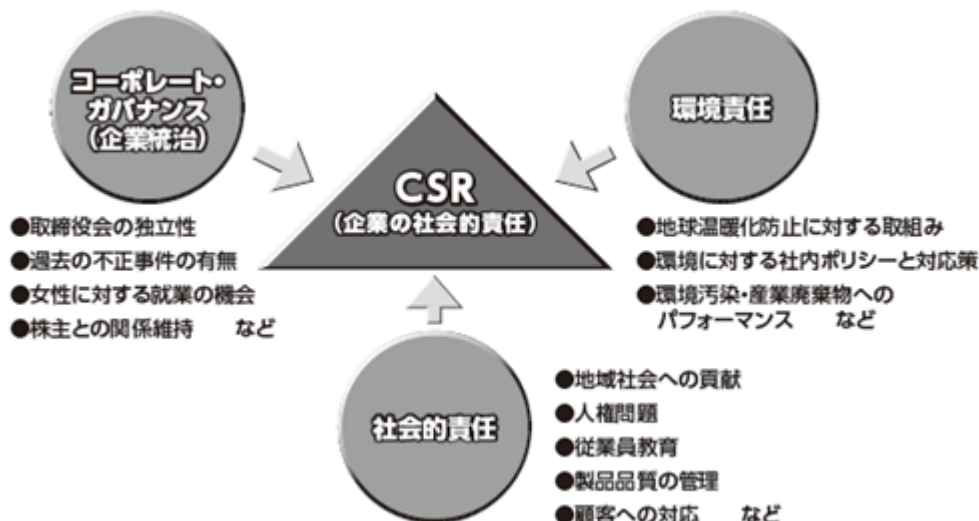 コーポレート・
ガバナンス
(企業統治)
●取締役会の独立性
●過去の不正事件の有無
●女性に対する就業の機会
●株主との関係維持　など
CSR
(企業の社会的責任)
環境責任
●地球温暖化防止に対する取組み
●環境に対する社内ポリシーと対応策
●環境汚染・産業廃棄物への
パフォーマンス　など
社会的責任
●地域社会への貢献
●人権問題
●従業員教育
●製品品質の管理
●顧客への対応　など